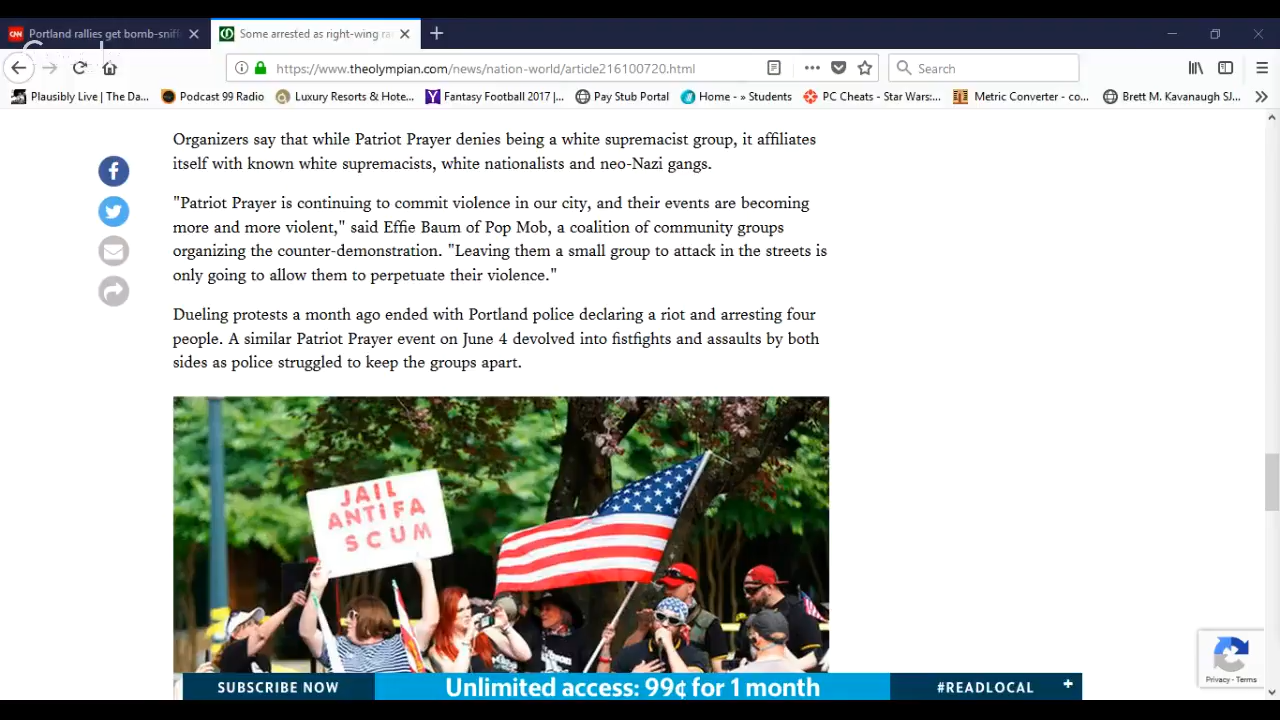 CNN Portland rallies get bomb-sniff
Some arrested as right-wing ra
https://www.theolympian.com/news/nation-world/article216100720.html
Search
Plausibly Live | The Da...
Podcast 99 Radio
Luxury Resorts & Hote...
Fantasy Football 2017 |...
Pay Stub Portal
Home - » Students
PC Cheats - Star Wars:...
Metric Converter - co...
Brett M. Kavanaugh SJ...
Organizers say that while Patriot Prayer denies being a white supremacist group, it affiliates
itself with known white supremacists, white nationalists and neo-Nazi gangs.
"Patriot Prayer is continuing to commit violence in our city, and their events are becoming
more and more violent," said Effie Baum of Pop Mob, a coalition of community groups
organizing the counter-demonstration. "Leaving them a small group to attack in the streets is
only going to allow them to perpetuate their violence."
Dueling protests a month ago ended with Portland police declaring a riot and arresting four
people. A similar Patriot Prayer event on June 4 devolved into fistfights and assaults by both
sides as police struggled to keep the groups apart.
JAIL
ANTIFA
SCUM
SUBSCRIBE NOW
Unlimited access: 99¢ for 1 month
#READLOCAL
+
Privacy - Terms